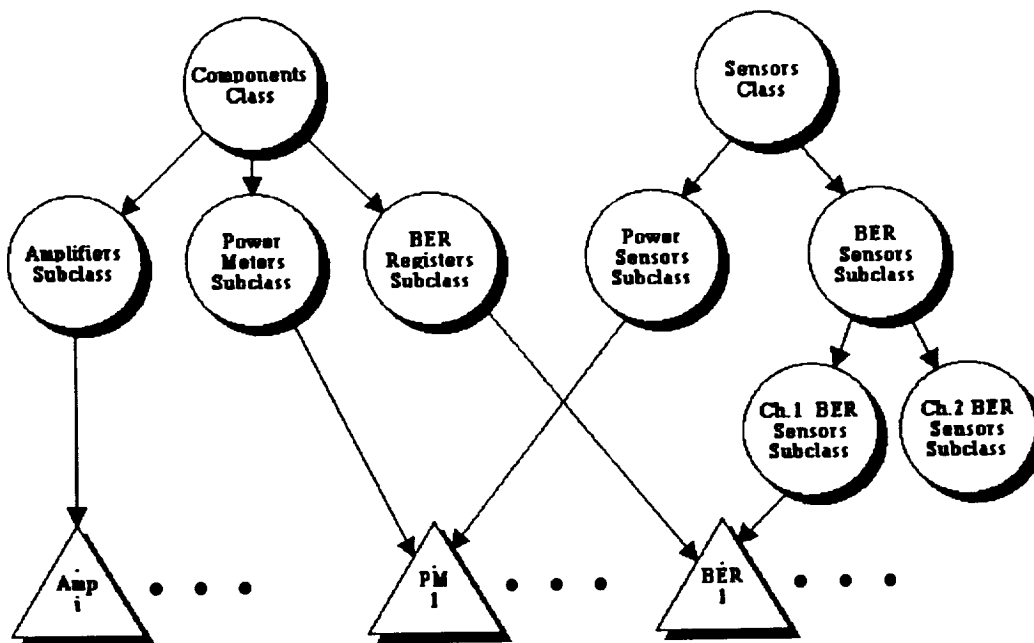 Components
Class
Sensors
Class
Amplifiers
Subclass
Power
Meters
Subclass
BER
Registers
Subclass
Power
Sensors
Subclass
BER
Sensors
Subclass
Ch.1 BER
Sensors
Subclass
Ch.2 BER
Sensors
Subclass
Amp
i
PM
1
BER
1